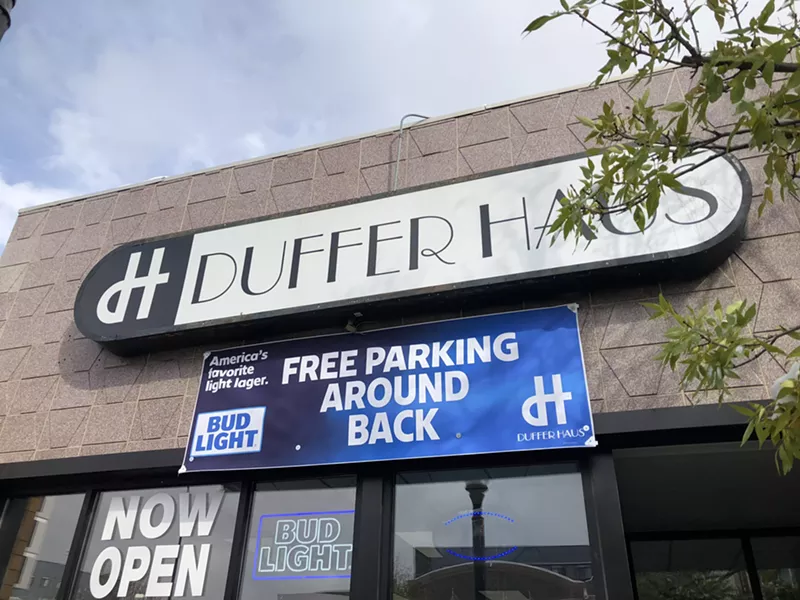 dH DUFFER HAUS
America's
favorite
light lager.
BUD
LIGHT
FREE PARKING
AROUND
BACK
dH
DUFFER HAUS
NOW
OPEN
BUD
LIGHT